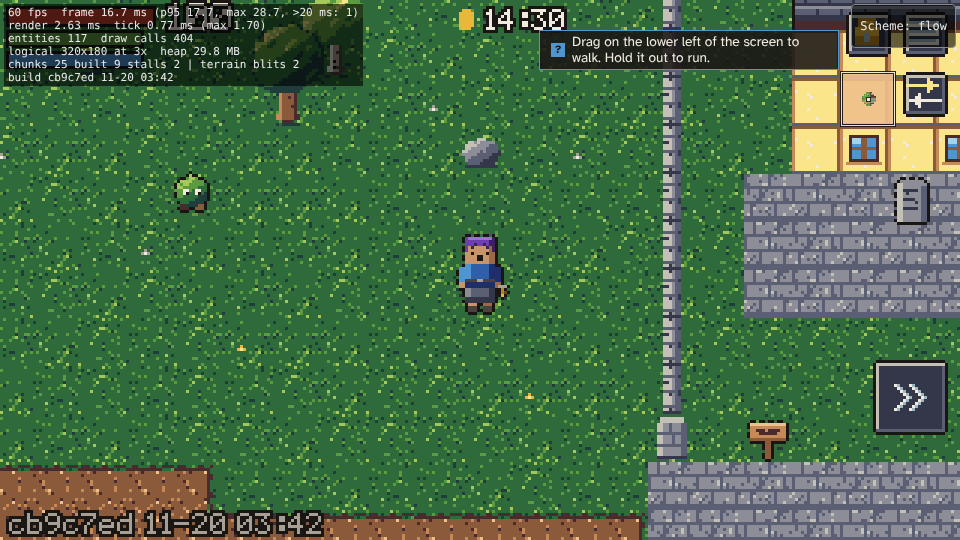 60 fps frame 16.7 ms (p95 17.7, max 28.7, >20 ms: 1)
render 2.63 ms tick 0.77 ms (max 1.70)
entities 117 draw calls 404
logical 320x180 at 3x heap 29.8 MB
chunks 25 built 9 stalls 2 | terrain blits 2
build cb9c7ed 11-20 03:42
14:30
Scheme: flow
? Drag on the lower left of the screen to
walk. Hold it out to run.
cb9c7ed 11-20 03:42